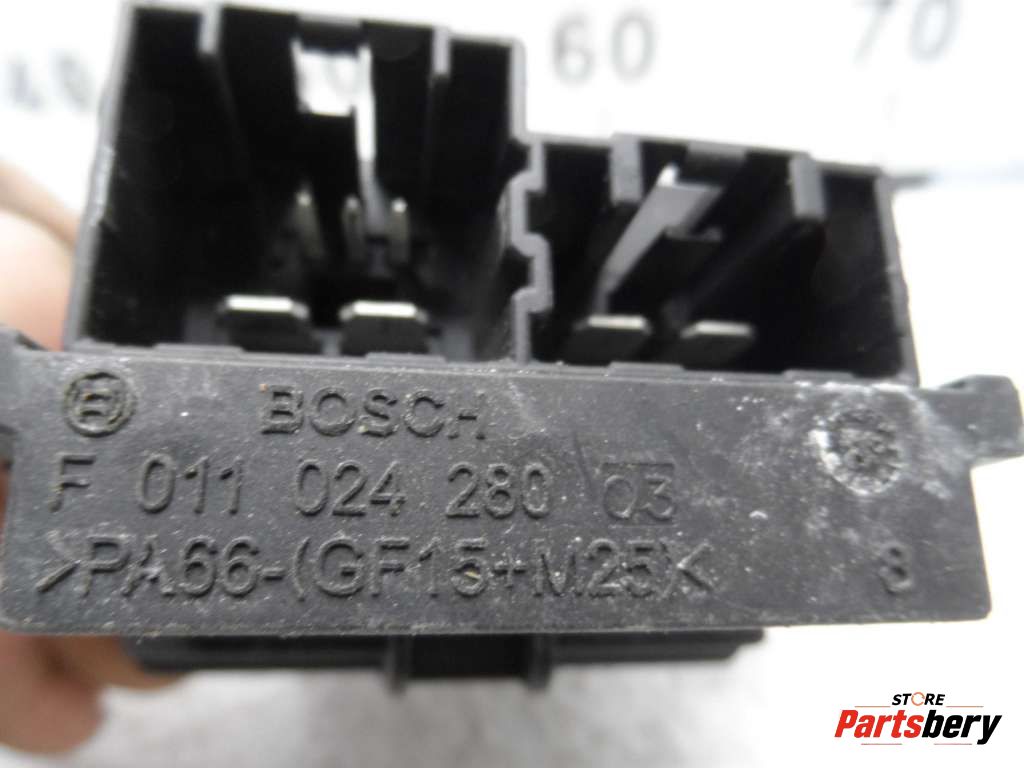 60
70
BOSCH
F 011 024 280 03
>PA66-(GF15+M25)<
8
STORE
Partsbery